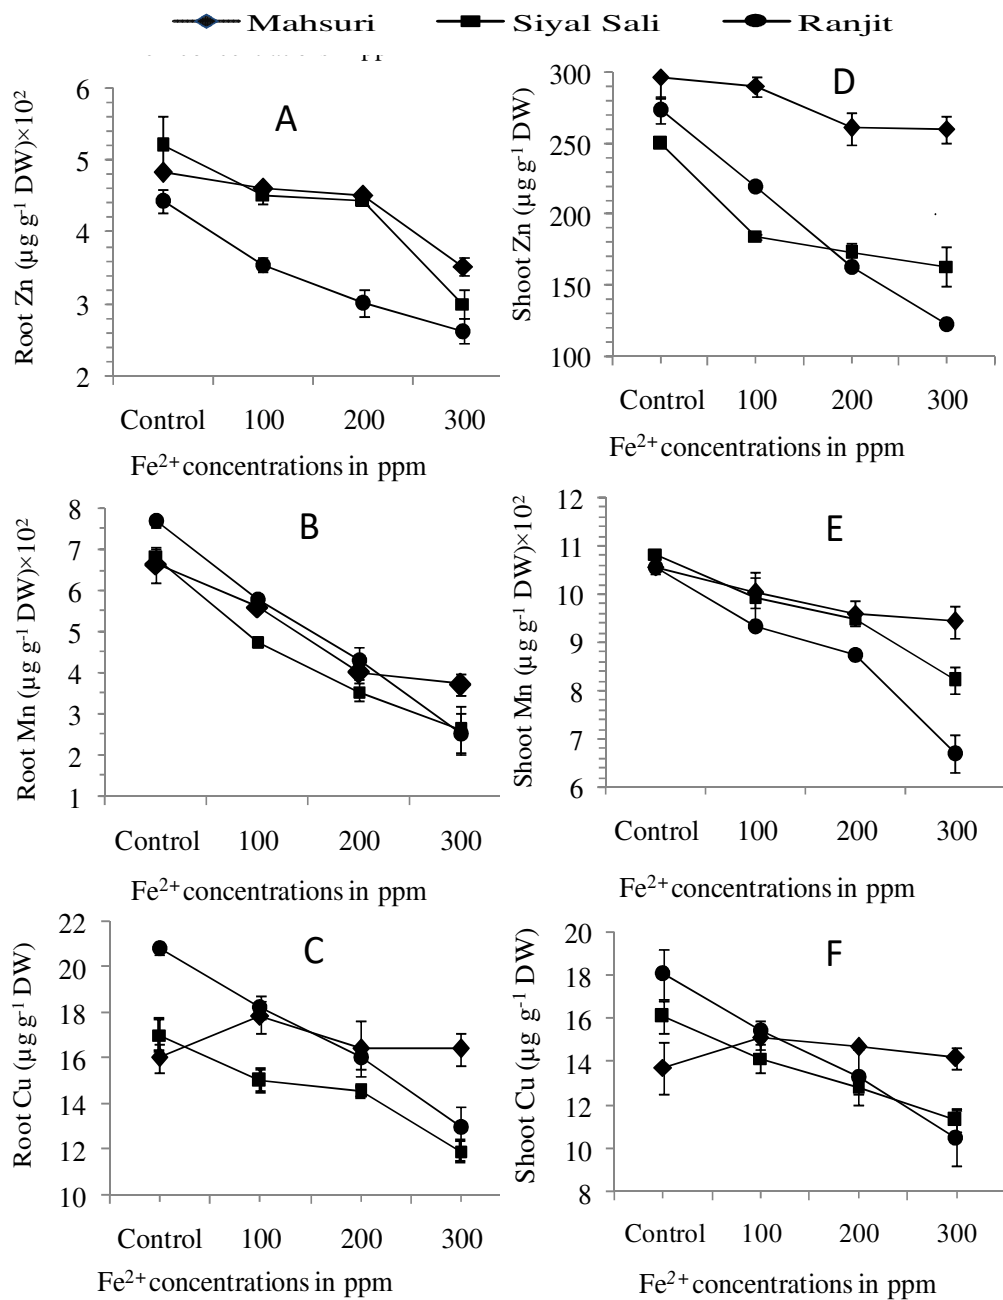 Mahsuri Siyal Sali Ranjit
A
Root Zn (µg g⁻¹ DW)×10²
6
5
4
3
2
Control 100 200 300
Fe²⁺ concentrations in ppm
D
Shoot Zn (µg g⁻¹ DW)
300
250
200
150
100
Control 100 200 300
Fe²⁺ concentrations in ppm
B
Root Mn (µg g⁻¹ DW)×10²
8
7
6
5
4
3
2
1
Control 100 200 300
Fe²⁺ concentrations in ppm
E
Shoot Mn (µg g⁻¹ DW)×10²
12
11
10
9
8
7
6
Control 100 200 300
Fe²⁺ concentrations in ppm
C
Root Cu (µg g⁻¹ DW)
22
20
18
16
14
12
10
Control 100 200 300
Fe²⁺ concentrations in ppm
F
Shoot Cu (µg g⁻¹ DW)
20
18
16
14
12
10
8
Control 100 200 300
Fe²⁺ concentrations in ppm